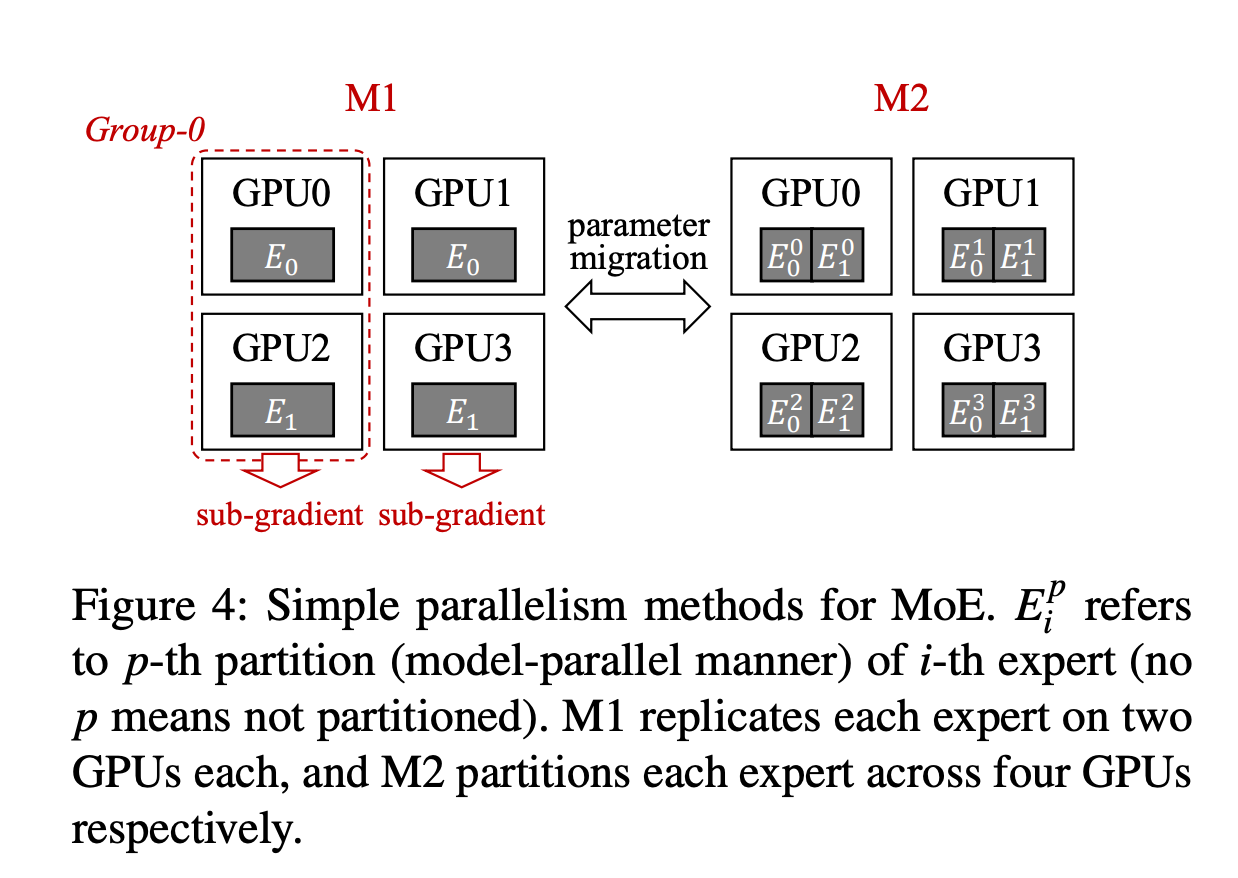 M1
M2
Group-0
GPU0
GPU1
GPU0
GPU1
E_0
E_0
E_0^0 E_1^0
E_0^1 E_1^1
parameter
migration
GPU2
GPU3
GPU2
GPU3
E_1
E_1
E_0^2 E_1^2
E_0^3 E_1^3
sub-gradient
sub-gradient
Figure 4: Simple parallelism methods for MoE. E_i^p refers
to p-th partition (model-parallel manner) of i-th expert (no
p means not partitioned). M1 replicates each expert on two
GPUs each, and M2 partitions each expert across four GPUs
respectively.